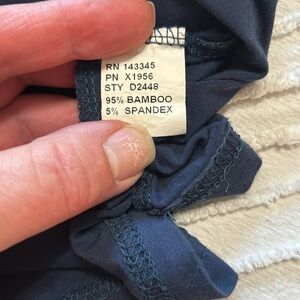 RN 143345
PN X1956
STY D2448
95% BAMBOO
5% SPANDEX